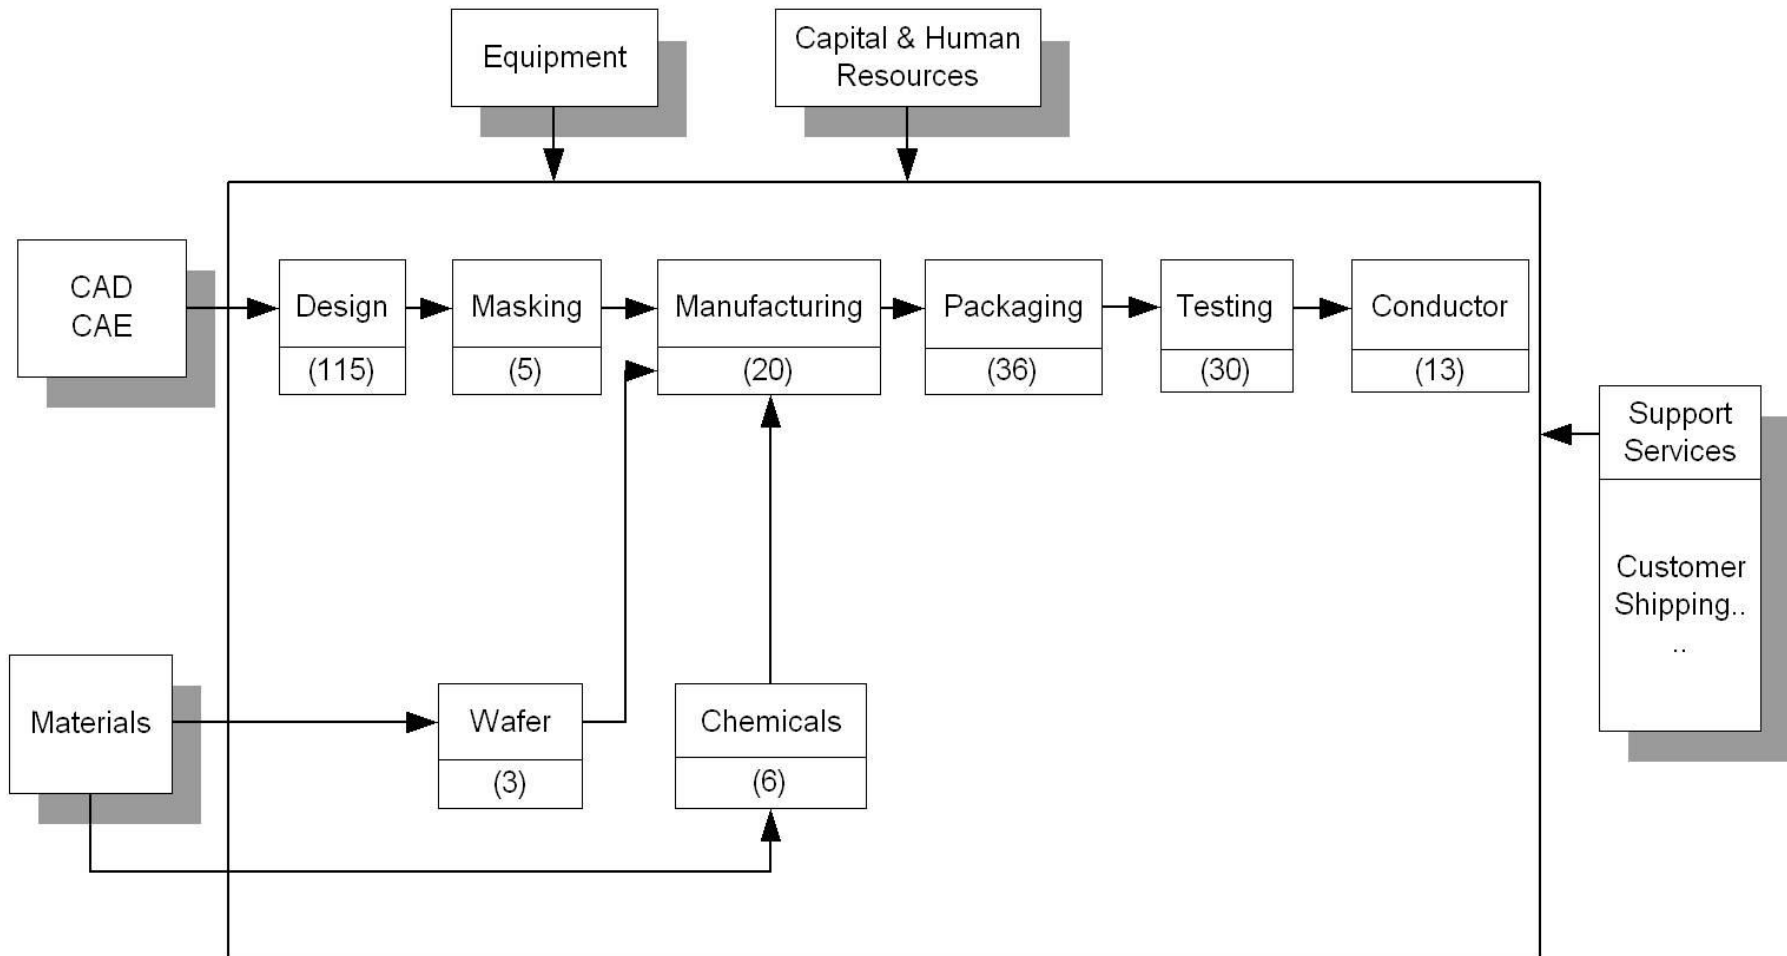 Equipment
Capital & Human
Resources
CAD
CAE
Design
(115)
Masking
(5)
Manufacturing
(20)
Packaging
(36)
Testing
(30)
Conductor
(13)
Support
Services
Customer
Shipping..
..
Materials
Wafer
(3)
Chemicals
(6)